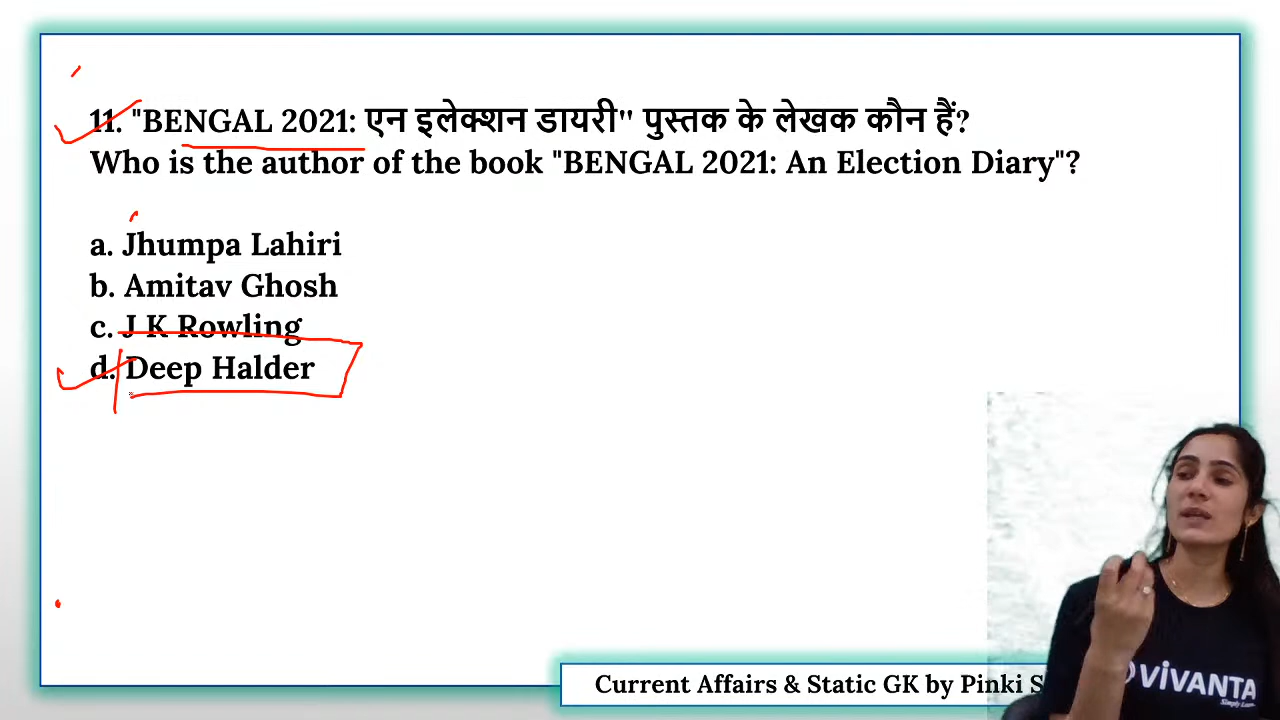 11. "BENGAL 2021: एन इलेक्शन डायरी" पुस्तक के लेखक कौन हैं?
Who is the author of the book "BENGAL 2021: An Election Diary"?
a. Jhumpa Lahiri
b. Amitav Ghosh
c. J K Rowling
d. Deep Halder
VIVANTA
Current Affairs & Static GK by Pinki S